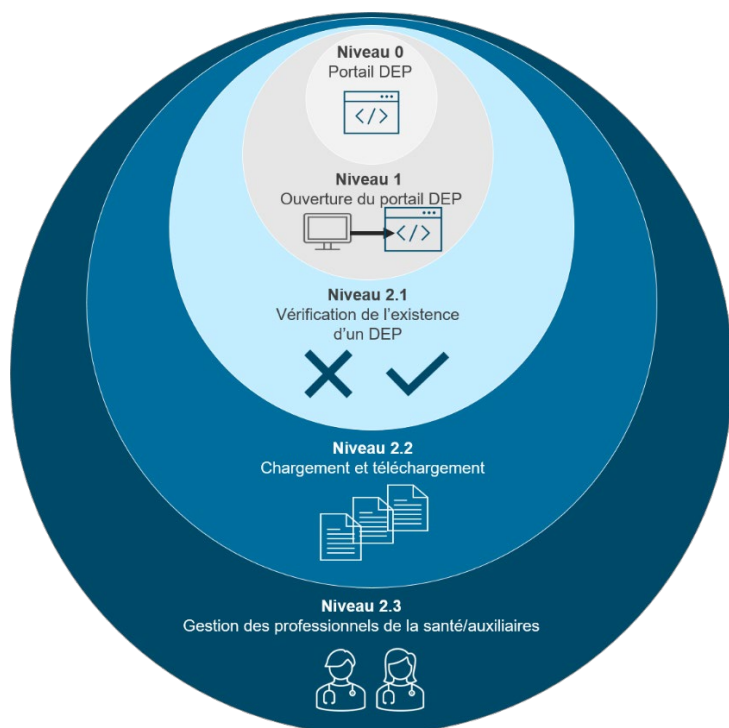 Niveau 0
Portail DEP
</>
Niveau 1
Ouverture du portail DEP
</>
Niveau 2.1
Vérification de l'existence
d'un DEP
Niveau 2.2
Chargement et téléchargement
Niveau 2.3
Gestion des professionnels de la santé/auxiliaires